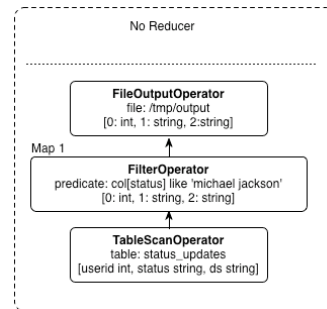 No Reducer
FileOutputOperator
file: /tmp/output
[0: int, 1: string, 2:string]
Map 1
FilterOperator
predicate: col[status] like 'michael jackson'
[0: int, 1: string, 2: string]
TableScanOperator
table: status_updates
[userid int, status string, ds string]